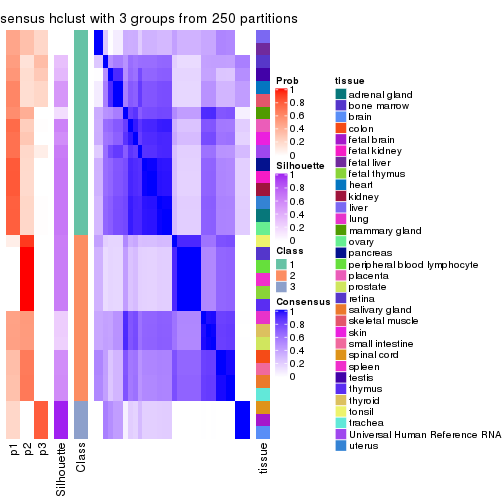 sensus hclust with 3 groups from 250 partitions
Prob
1
0.8
0.6
0.4
0.2
0
Silhouette
1
0.8
0.6
0.4
0.2
0
Class
1
2
3
Consensus
1
0.8
0.6
0.4
0.2
0
tissue
adrenal gland
bone marrow
brain
colon
fetal brain
fetal kidney
fetal liver
fetal thymus
heart
kidney
liver
lung
mammary gland
ovary
pancreas
peripheral blood lymphocyte
placenta
prostate
retina
salivary gland
skeletal muscle
skin
small intestine
spinal cord
spleen
testis
thymus
thyroid
tonsil
trachea
Universal Human Reference RNA
uterus
p1
p2
p3
Silhouette
Class
tissue